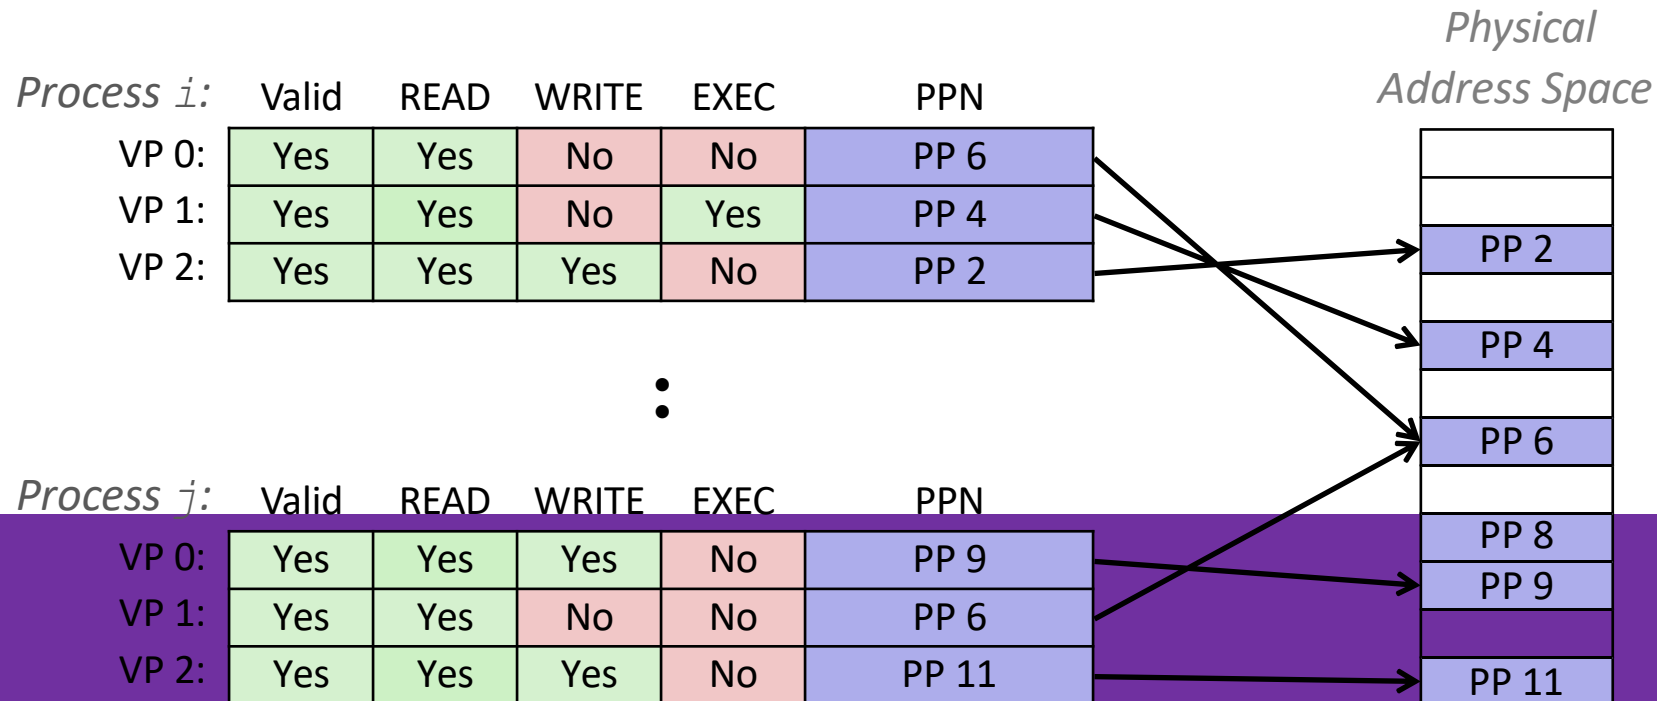 Physical
Address Space
Process i: Valid READ WRITE EXEC PPN
VP 0: Yes Yes No No PP 6
VP 1: Yes Yes No Yes PP 4
VP 2: Yes Yes Yes No PP 2
PP 2
PP 4
:
PP 6
Process j: Valid READ WRITE EXEC PPN
VP 0: Yes Yes Yes No PP 9
VP 1: Yes Yes No No PP 6
VP 2: Yes Yes Yes No PP 11
PP 8
PP 9
PP 11